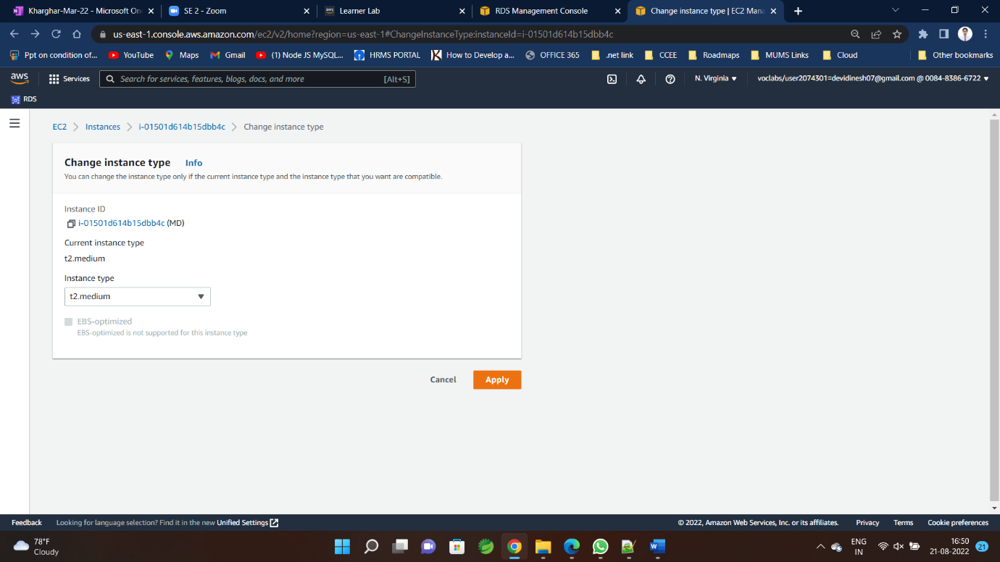 Kharghar-Mar-22 - Microsoft On
SE 2 - Zoom
aws Learner Lab
RDS Management Console
Change instance type | EC2 Mana
us-east-1.console.aws.amazon.com/ec2/v2/home?region=us-east-1#ChangeInstanceType:instanceId=i-01501d614b15dbb4c
Ppt on condition of...
YouTube
Maps
Gmail
(1) Node JS MySQL...
HRMS PORTAL
How to Develop a...
OFFICE 365
.net link
CCEE
Roadmaps
MUMS Links
Cloud
Other bookmarks
aws
Services
Search for services, features, blogs, docs, and more
[Alt+S]
N. Virginia
voclabs/user2074301=devidinesh07@gmail.com @ 0084-8386-6722
RDS
EC2
Instances
i-01501d614b15dbb4c
Change instance type
Change instance type Info
You can change the instance type only if the current instance type and the instance type that you want are compatible.
Instance ID
i-01501d614b15dbb4c (MD)
Current instance type
t2.medium
Instance type
t2.medium
EBS-optimized
EBS-optimized is not supported for this instance type
Cancel
Apply
Feedback
Looking for language selection? Find it in the new Unified Settings
© 2022, Amazon Web Services, Inc. or its affiliates.
Privacy
Terms
Cookie preferences
78°F
Cloudy
ENG
IN
16:50
21-08-2022
21